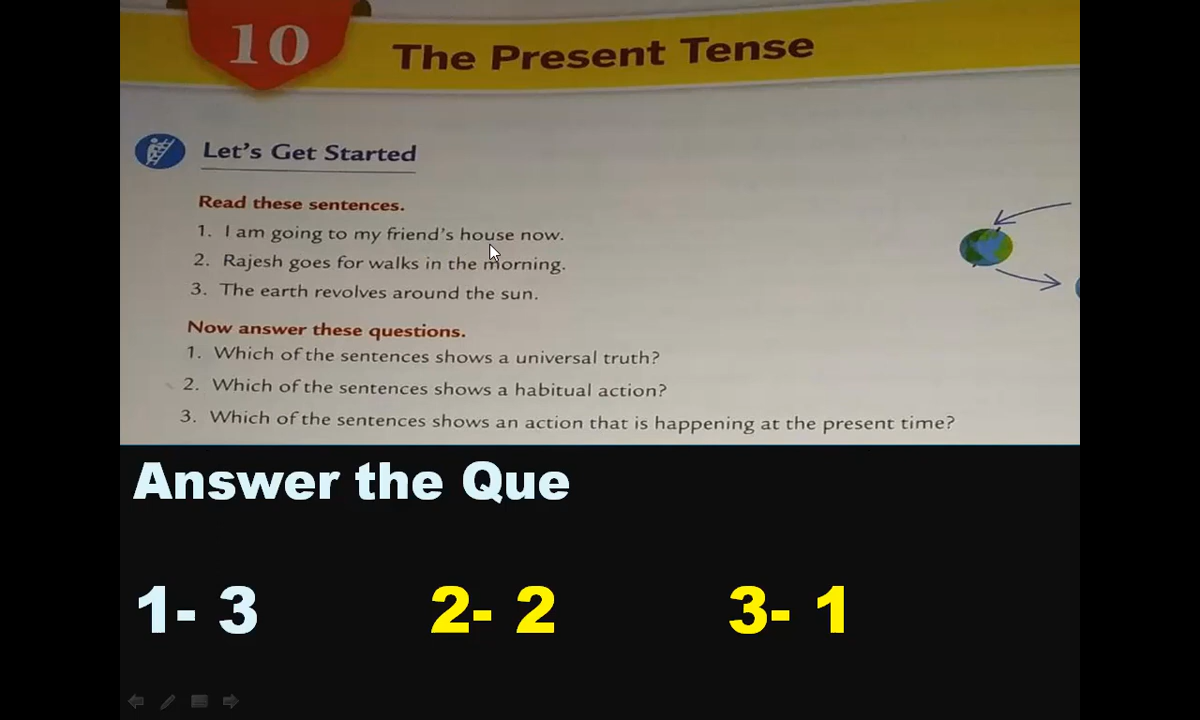 10
The Present Tense
Let's Get Started
Read these sentences.
1. I am going to my friend's house now.
2. Rajesh goes for walks in the morning.
3. The earth revolves around the sun.
Now answer these questions.
1. Which of the sentences shows a universal truth?
2. Which of the sentences shows a habitual action?
3. Which of the sentences shows an action that is happening at the present time?
Answer the Que
1- 3 2- 2 3- 1